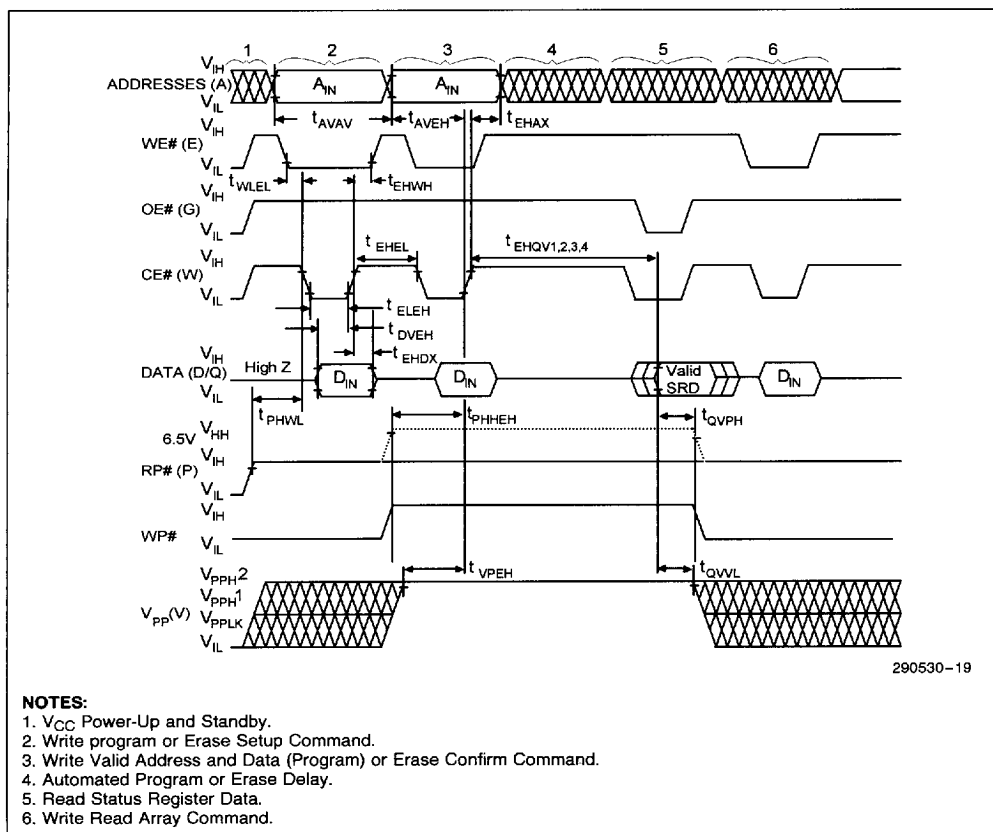 1 2 3 4 5 6
V_IH
ADDRESSES (A) A_IN A_IN
V_IL
t_AVAV t_AVEH t_EHAX
V_IH
WE# (E)
V_IL
t_WLEL t_EHWH
V_IH
OE# (G)
V_IL
t_EHEL t_EHQV1,2,3,4
V_IH
CE# (W)
V_IL
t_ELEH
t_DVEH
t_EHDX
V_IH
DATA (D/Q) High Z D_IN D_IN Valid SRD D_IN
V_IL
t_PHWL t_PHHEH t_QVPH
6.5V V_HH
V_IH
RP# (P)
V_IL
V_IH
WP#
V_IL
t_VPEH t_QVVL
V_PPH2
V_PPH1
V_PP(V) V_PPLK
V_IL
290530-19
NOTES:
1. V_CC Power-Up and Standby.
2. Write program or Erase Setup Command.
3. Write Valid Address and Data (Program) or Erase Confirm Command.
4. Automated Program or Erase Delay.
5. Read Status Register Data.
6. Write Read Array Command.